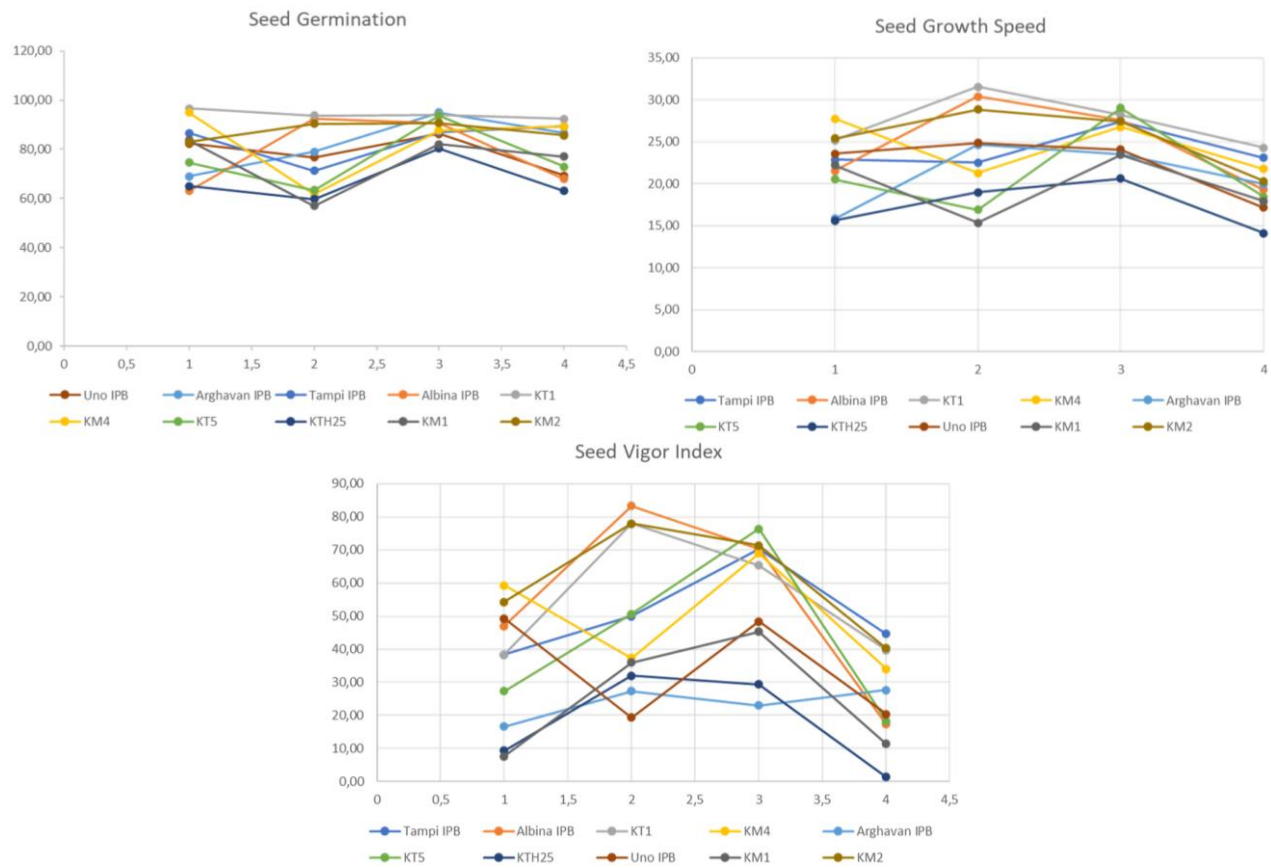 Seed Germination
120,00
100,00
80,00
60,00
40,00
20,00
0,00
0 0,5 1 1,5 2 2,5 3 3,5 4 4,5
Uno IPB Arghavan IPB Tampi IPB Albina IPB KT1
KM4 KT5 KTH25 KM1 KM2
Seed Growth Speed
35,00
30,00
25,00
20,00
15,00
10,00
5,00
0,00
0 1 2 3 4
Tampi IPB Albina IPB KT1 KM4 Arghavan IPB
KT5 KTH25 Uno IPB KM1 KM2
Seed Vigor Index
90,00
80,00
70,00
60,00
50,00
40,00
30,00
20,00
10,00
0,00
0 0,5 1 1,5 2 2,5 3 3,5 4 4,5
Tampi IPB Albina IPB KT1 KM4 Arghavan IPB
KT5 KTH25 Uno IPB KM1 KM2